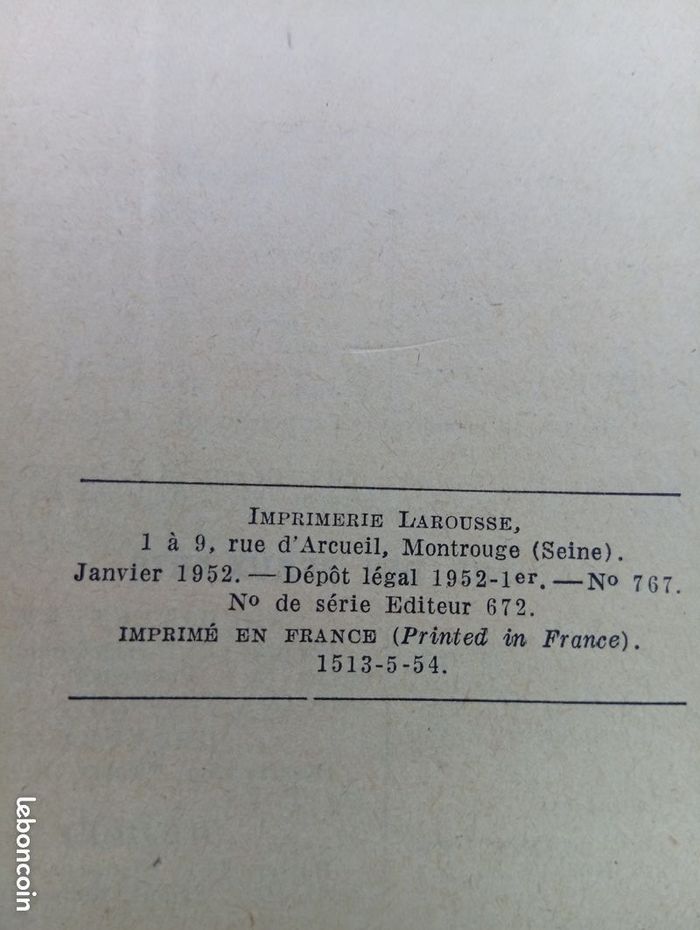 IMPRIMERIE LAROUSSE,
1 à 9, rue d'Arcueil, Montrouge (Seine).
Janvier 1952. — Dépôt légal 1952-1er. — No 767.
No de série Editeur 672.
IMPRIMÉ EN FRANCE (Printed in France).
1513-5-54.
leboncoin